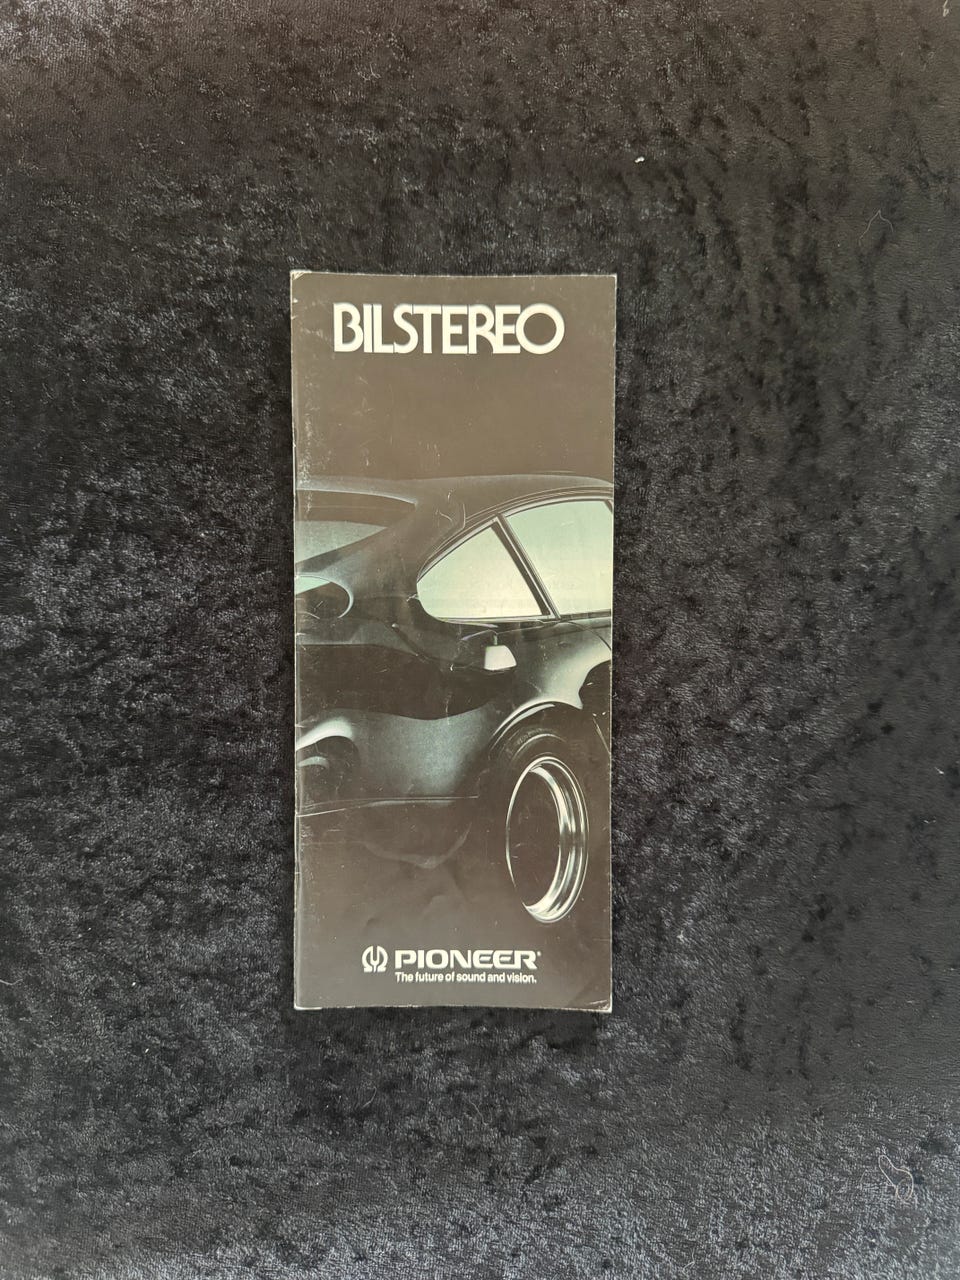 BILSTEREO
PIONEER®
The future of sound and vision.